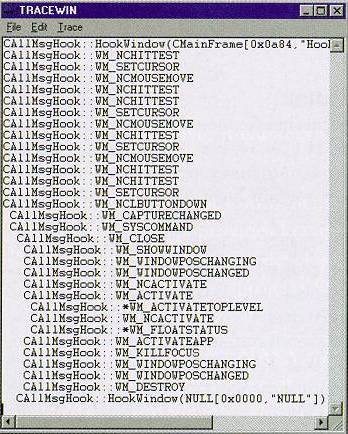 TRACEWIN
File Edit Trace
CAllMsgHook::HookWindow(CMainFrame[0x0a84,"Hool
CAllMsgHook::WM_NCHITTEST
CAllMsgHook::WM_SETCURSOR
CAllMsgHook::WM_NCMOUSEMOVE
CAllMsgHook::WM_NCHITTEST
CAllMsgHook::WM_NCHITTEST
CAllMsgHook::WM_SETCURSOR
CAllMsgHook::WM_NCMOUSEMOVE
CAllMsgHook::WM_NCHITTEST
CAllMsgHook::WM_SETCURSOR
CAllMsgHook::WM_NCMOUSEMOVE
CAllMsgHook::WM_NCHITTEST
CAllMsgHook::WM_NCHITTEST
CAllMsgHook::WM_SETCURSOR
CAllMsgHook::WM_NCLBUTTONDOWN
CAllMsgHook::WM_CAPTURECHANGED
CAllMsgHook::WM_SYSCOMMAND
CAllMsgHook::WM_CLOSE
CAllMsgHook::WM_SHOWWINDOW
CAllMsgHook::WM_WINDOWPOSCHANGING
CAllMsgHook::WM_WINDOWPOSCHANGED
CAllMsgHook::WM_NCACTIVATE
CAllMsgHook::WM_ACTIVATE
CAllMsgHook::*WM_ACTIVATETOPLEVEL
CAllMsgHook::WM_NCACTIVATE
CAllMsgHook::*WM_FLOATSTATUS
CAllMsgHook::WM_ACTIVATEAPP
CAllMsgHook::WM_KILLFOCUS
CAllMsgHook::WM_WINDOWPOSCHANGING
CAllMsgHook::WM_WINDOWPOSCHANGED
CAllMsgHook::WM_DESTROY
CAllMsgHook::HookWindow(NULL[0x0000,"NULL"])